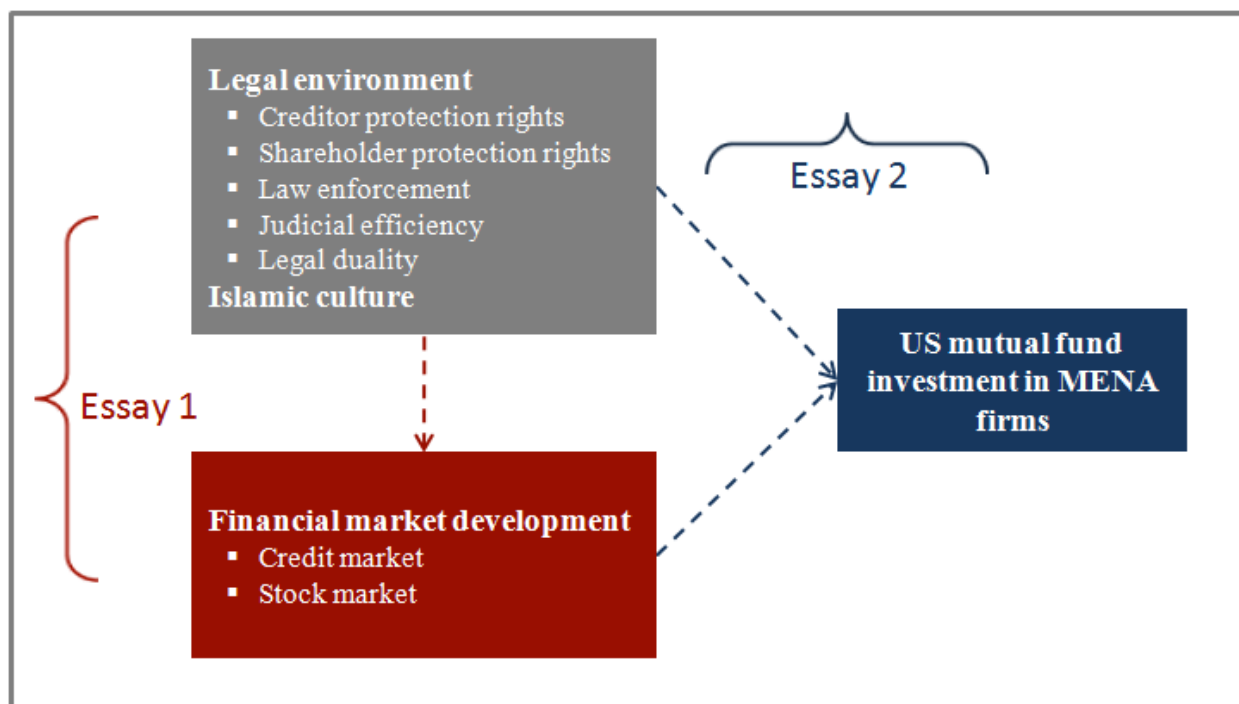 Legal environment
▪ Creditor protection rights
▪ Shareholder protection rights
▪ Law enforcement
▪ Judicial efficiency
▪ Legal duality
Islamic culture
Essay 2
US mutual fund
investment in MENA
firms
Essay 1
Financial market development
▪ Credit market
▪ Stock market